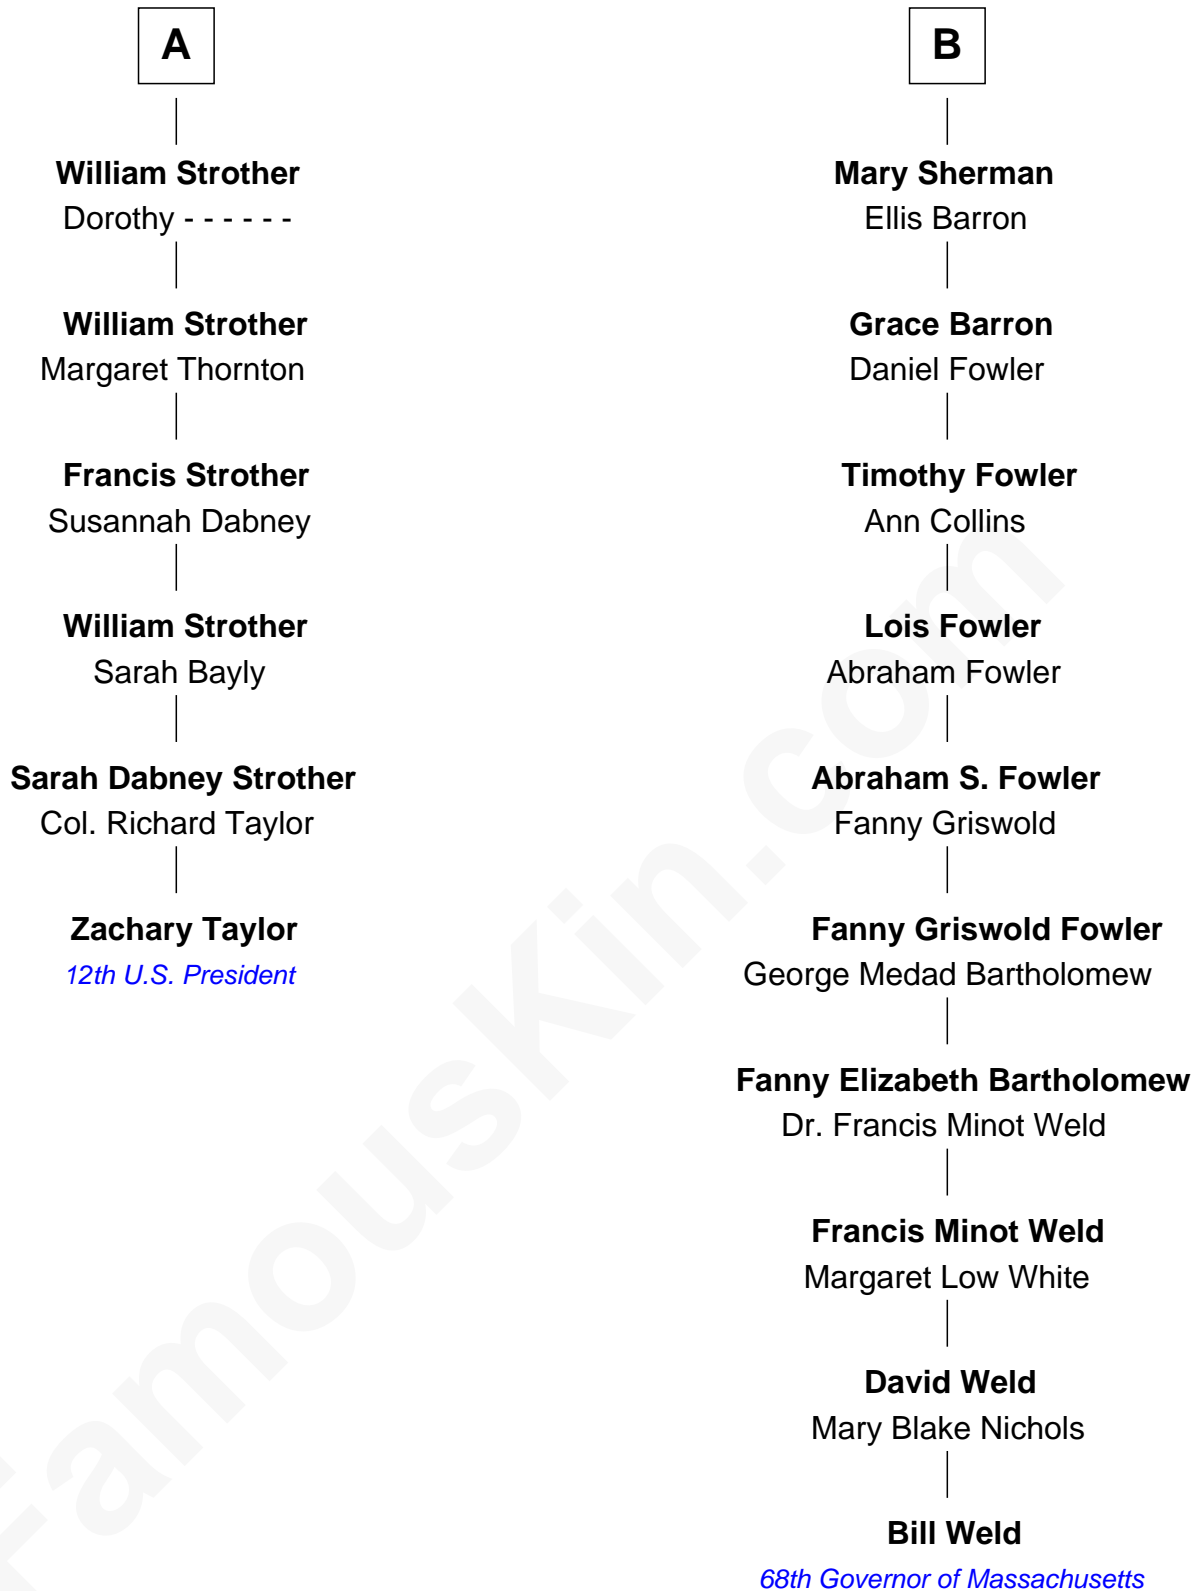 A
William Strother
Dorothy - - - - - -
William Strother
Margaret Thornton
Francis Strother
Susannah Dabney
William Strother
Sarah Bayly
Sarah Dabney Strother
Col. Richard Taylor
Zachary Taylor
12th U.S. President
B
Mary Sherman
Ellis Barron
Grace Barron
Daniel Fowler
Timothy Fowler
Ann Collins
Lois Fowler
Abraham Fowler
Abraham S. Fowler
Fanny Griswold
Fanny Griswold Fowler
George Medad Bartholomew
Fanny Elizabeth Bartholomew
Dr. Francis Minot Weld
Francis Minot Weld
Margaret Low White
David Weld
Mary Blake Nichols
Bill Weld
68th Governor of Massachusetts
FamousKin.com